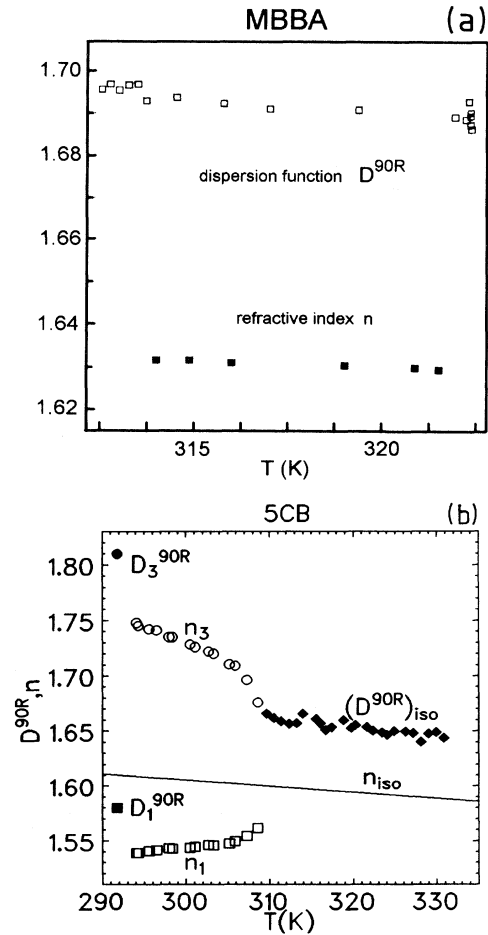 MBBA (a)
1.70
1.68
dispersion function D^90R
1.66
refractive index n
1.64
1.62
315 320
T (K)
5CB (b)
1.80
D₃^90R
1.75
n₃
1.70
(D^90R)iso
1.65
niso
1.60
D₁^90R
1.55
n₁
290 300 310 320 330
T(K)
D^90R,n